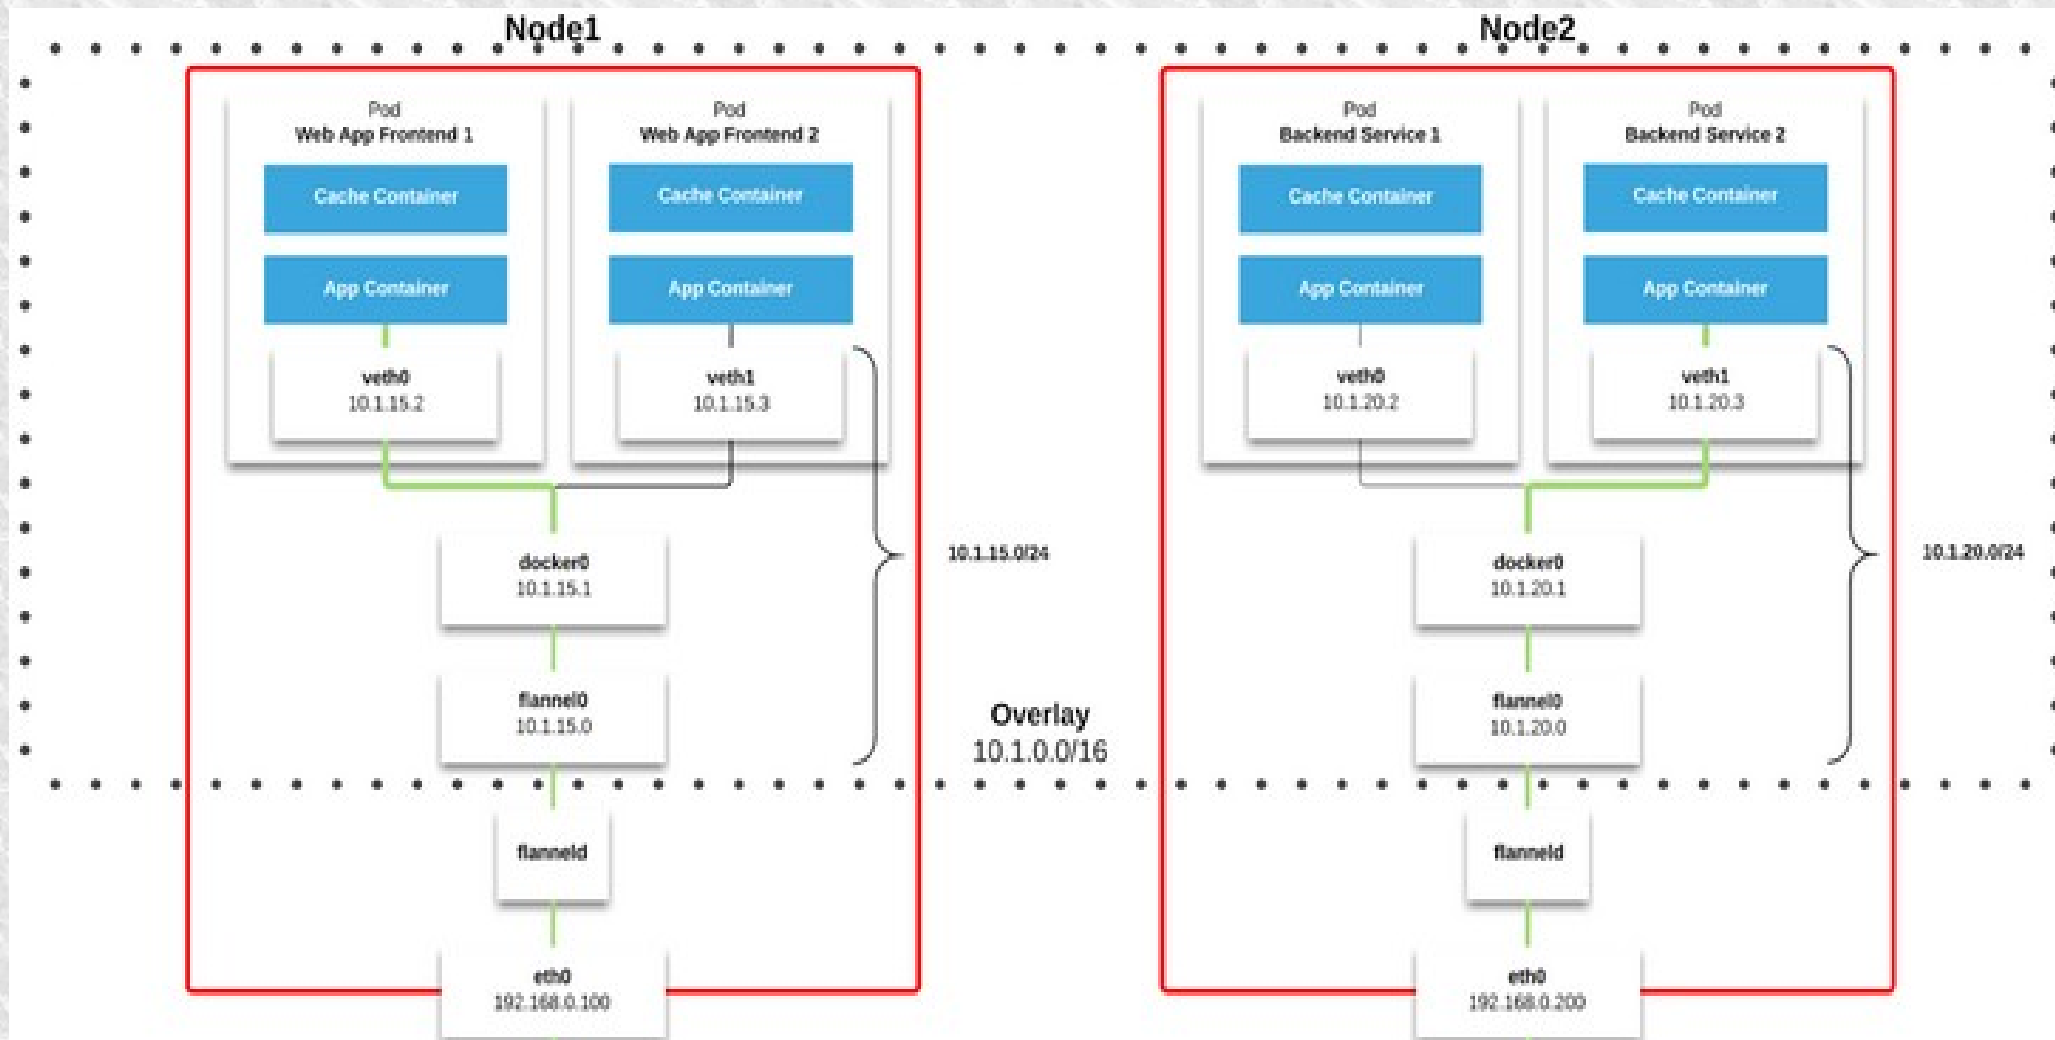 Node1
Pod
Web App Frontend 1
Cache Container
App Container
veth0
10.1.15.2
Pod
Web App Frontend 2
Cache Container
App Container
veth1
10.1.15.3
docker0
10.1.15.1
flannel0
10.1.15.0
10.1.15.0/24
flanneld
eth0
192.168.0.100
Overlay
10.1.0.0/16
Node2
Pod
Backend Service 1
Cache Container
App Container
veth0
10.1.20.2
Pod
Backend Service 2
Cache Container
App Container
veth1
10.1.20.3
docker0
10.1.20.1
flannel0
10.1.20.0
10.1.20.0/24
flanneld
eth0
192.168.0.200